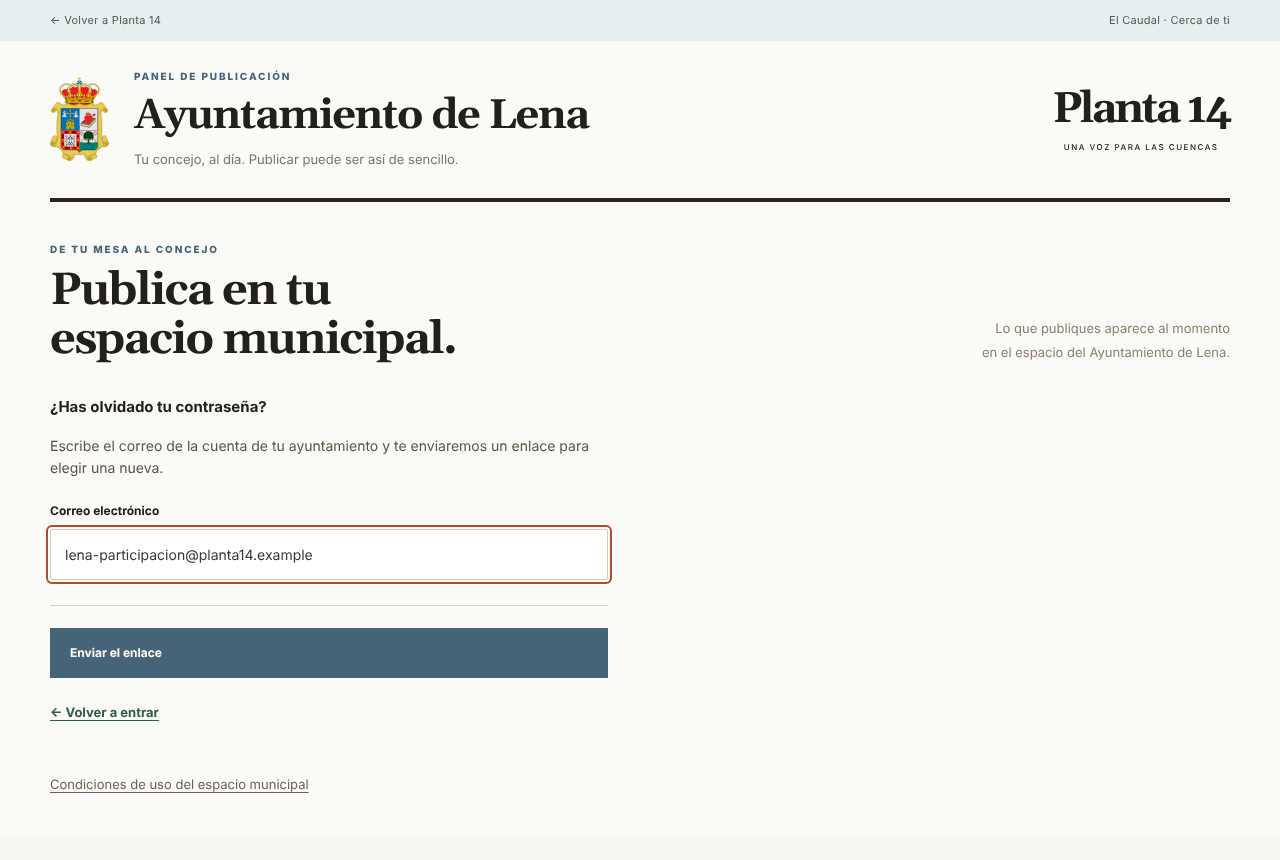 ← Volver a Planta 14
El Caudal · Cerca de ti
PANEL DE PUBLICACIÓN
Ayuntamiento de Lena
Tu concejo, al día. Publicar puede ser así de sencillo.
Planta 14
UNA VOZ PARA LAS CUENCAS
DE TU MESA AL CONCEJO
Publica en tu
espacio municipal.
Lo que publiques aparece al momento
en el espacio del Ayuntamiento de Lena.
¿Has olvidado tu contraseña?
Escribe el correo de la cuenta de tu ayuntamiento y te enviaremos un enlace para
elegir una nueva.
Correo electrónico
lena-participacion@planta14.example
Enviar el enlace
← Volver a entrar
Condiciones de uso del espacio municipal